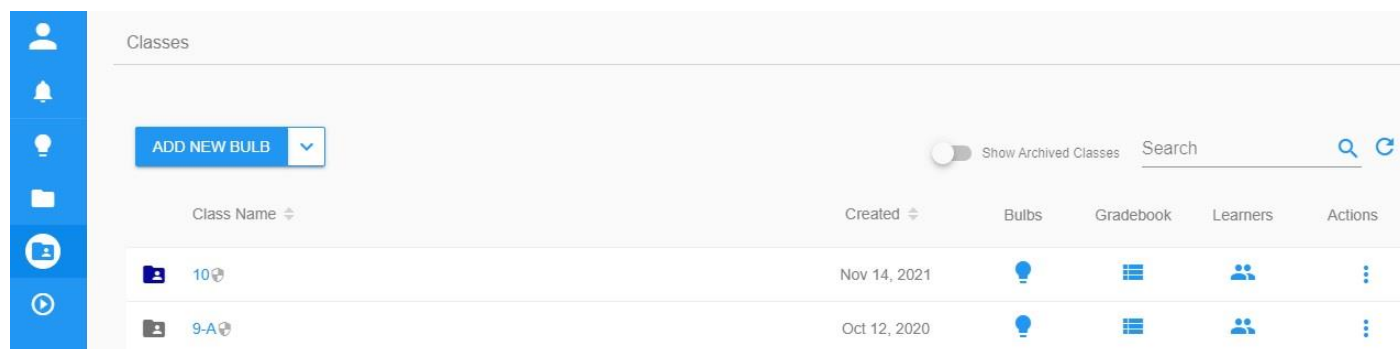 Classes
ADD NEW BULB
Show Archived Classes Search
Class Name Created Bulbs Gradebook Learners Actions
10 Nov 14, 2021
9-A Oct 12, 2020